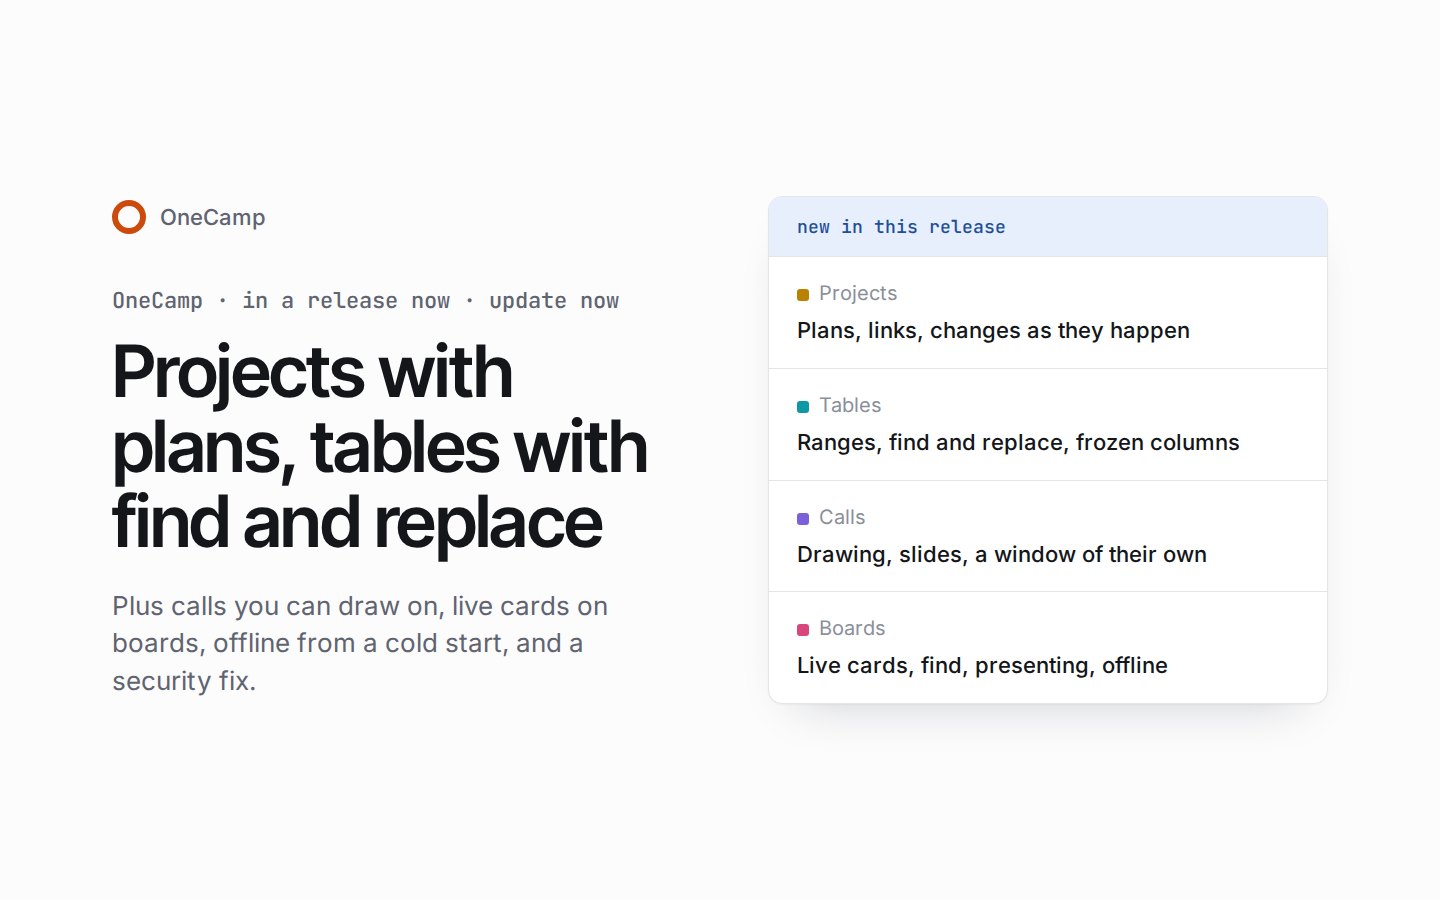 OneCamp
OneCamp · in a release now · update now
Projects with
plans, tables with
find and replace
Plus calls you can draw on, live cards on
boards, offline from a cold start, and a
security fix.
new in this release
Projects
Plans, links, changes as they happen
Tables
Ranges, find and replace, frozen columns
Calls
Drawing, slides, a window of their own
Boards
Live cards, find, presenting, offline